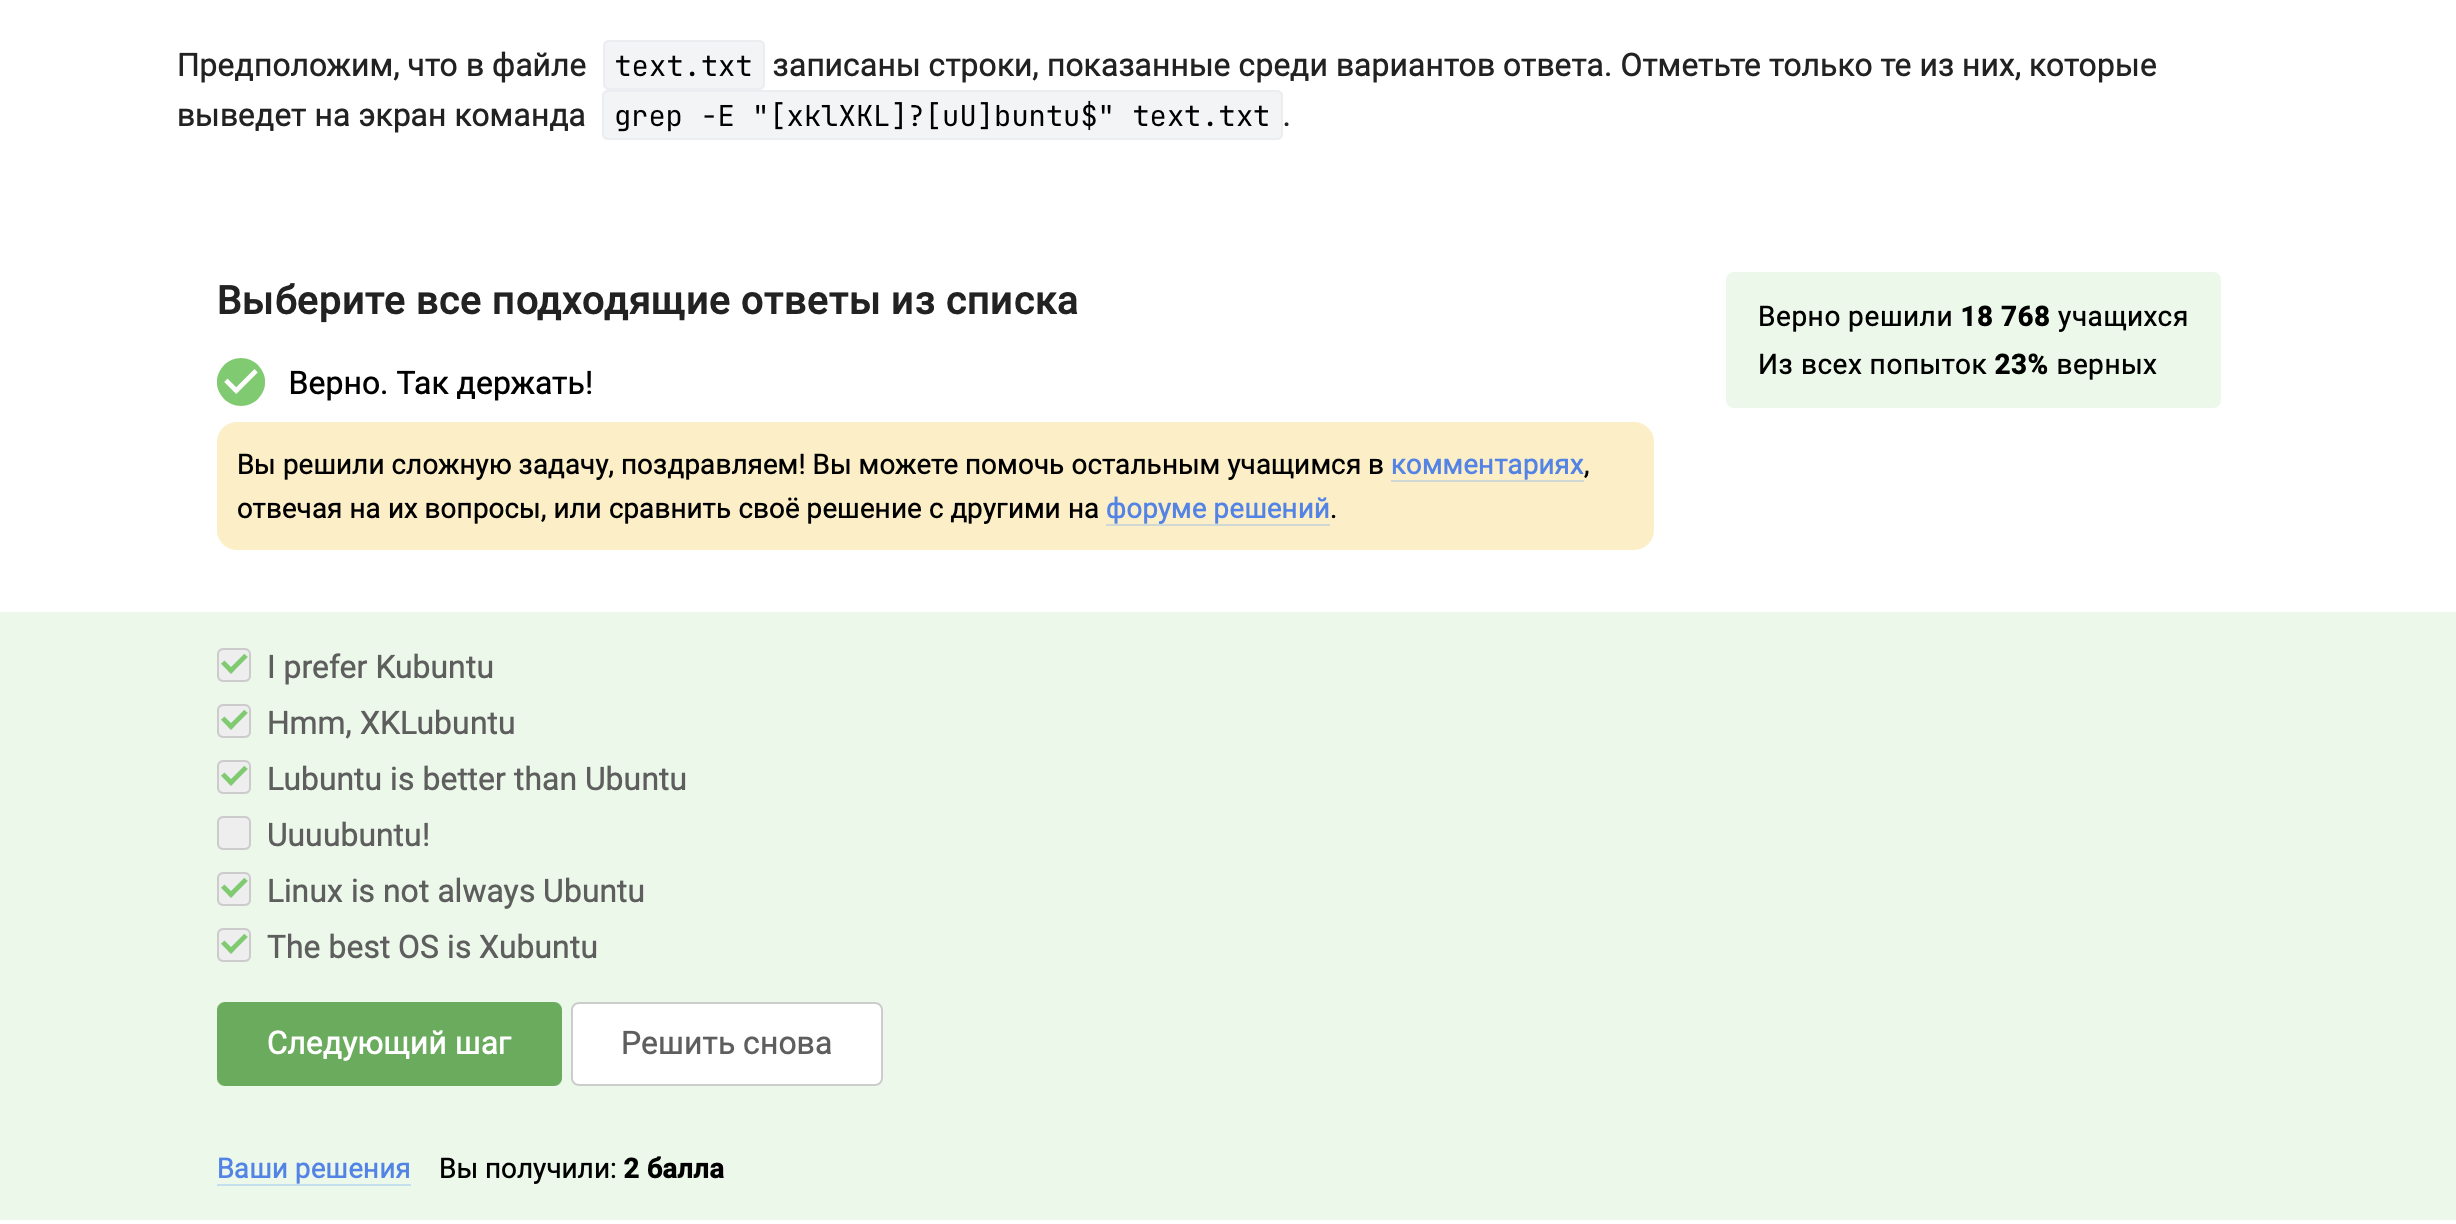 Предположим, что в файле text.txt записаны строки, показанные среди вариантов ответа. Отметьте только те из них, которые
выведет на экран команда grep -E "[xklXKL]?[uU]buntu$" text.txt.
Выберите все подходящие ответы из списка
Верно решили 18 768 учащихся
Из всех попыток 23% верных
Верно. Так держать!
Вы решили сложную задачу, поздравляем! Вы можете помочь остальным учащимся в комментариях,
отвечая на их вопросы, или сравнить своё решение с другими на форуме решений.
I prefer Kubuntu
Hmm, XKLubuntu
Lubuntu is better than Ubuntu
Uuuubuntu!
Linux is not always Ubuntu
The best OS is Xubuntu
Следующий шаг
Решить снова
Ваши решения Вы получили: 2 балла